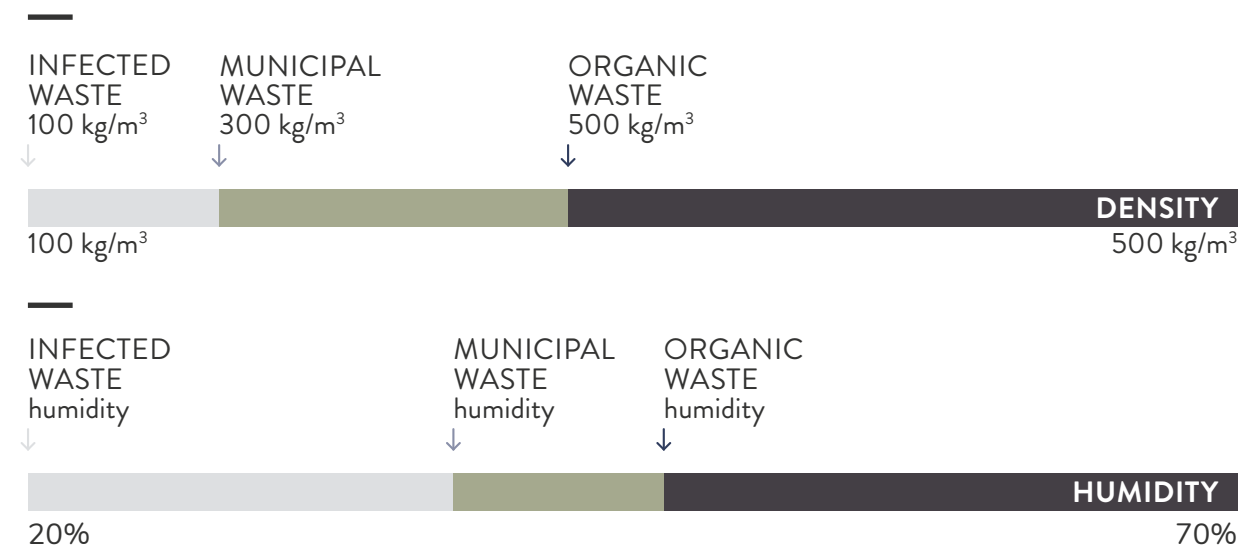 INFECTED
WASTE
100 kg/m³
MUNICIPAL
WASTE
300 kg/m³
ORGANIC
WASTE
500 kg/m³
DENSITY
100 kg/m³
500 kg/m³
INFECTED
WASTE
humidity
MUNICIPAL
WASTE
humidity
ORGANIC
WASTE
humidity
HUMIDITY
20%
70%